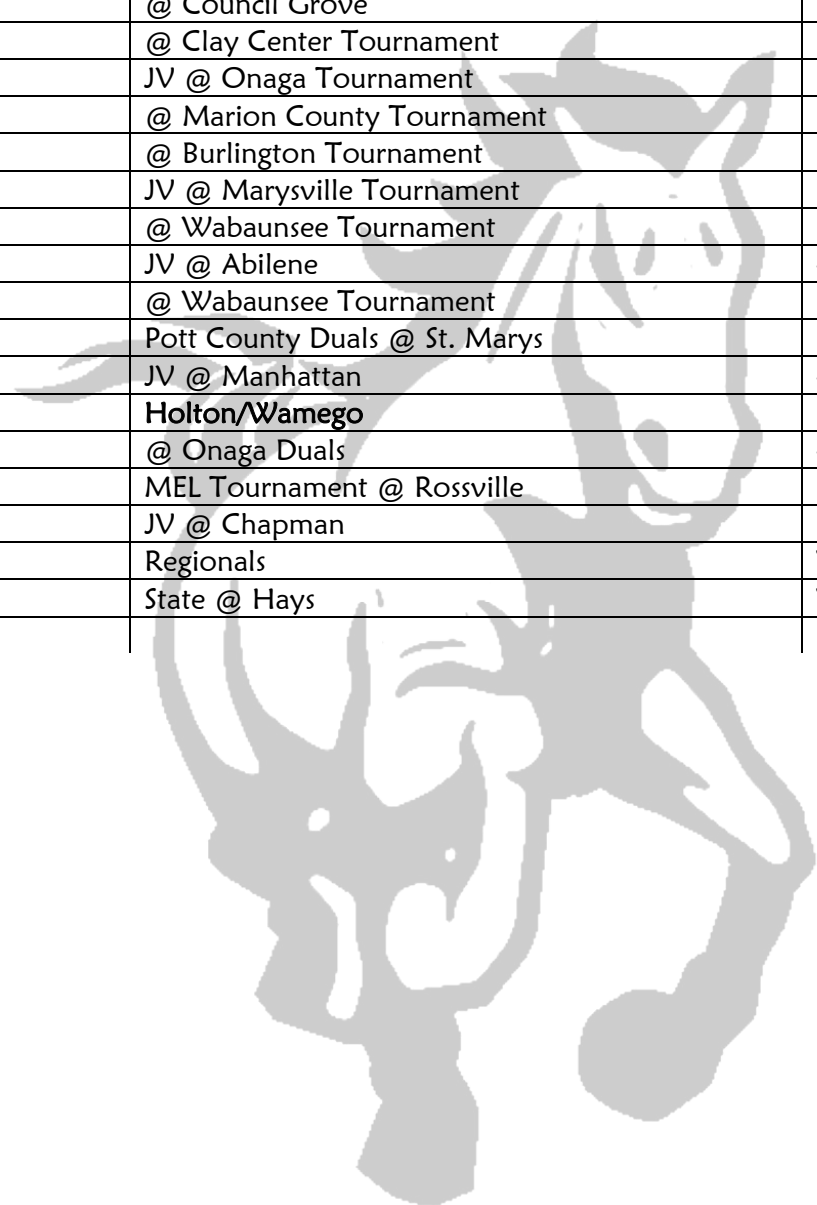 @ Council Grove
@ Clay Center Tournament
JV @ Onaga Tournament
@ Marion County Tournament
@ Burlington Tournament
JV @ Marysville Tournament
@ Wabaunsee Tournament
JV @ Abilene
@ Wabaunsee Tournament
Pott County Duals @ St. Marys
JV @ Manhattan
Holton/Wamego
@ Onaga Duals
MEL Tournament @ Rossville
JV @ Chapman
Regionals
State @ Hays